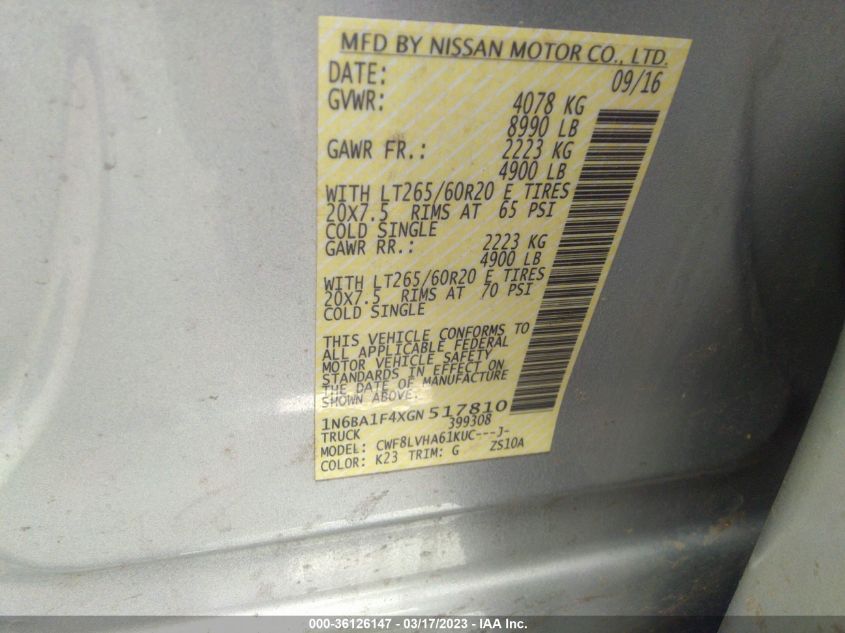 MFD BY NISSAN MOTOR CO., LTD.
DATE: 09/16
GVWR: 4078 KG
8990 LB
GAWR FR.: 2223 KG
4900 LB
WITH LT265/60R20 E TIRES
20X7.5 RIMS AT 65 PSI
COLD SINGLE
GAWR RR.: 2223 KG
4900 LB
WITH LT265/60R20 E TIRES
20X7.5 RIMS AT 70 PSI
COLD SINGLE
THIS VEHICLE CONFORMS TO
ALL APPLICABLE FEDERAL
MOTOR VEHICLE SAFETY
STANDARDS IN EFFECT ON
THE DATE OF MANUFACTURE
SHOWN ABOVE.
1N6BA1F4XGN517810
TRUCK 399308
MODEL: CWF8LVHA61KUC---J-
COLOR: K23 TRIM: G ZS10A
000-36126147 - 03/17/2023 - IAA Inc.